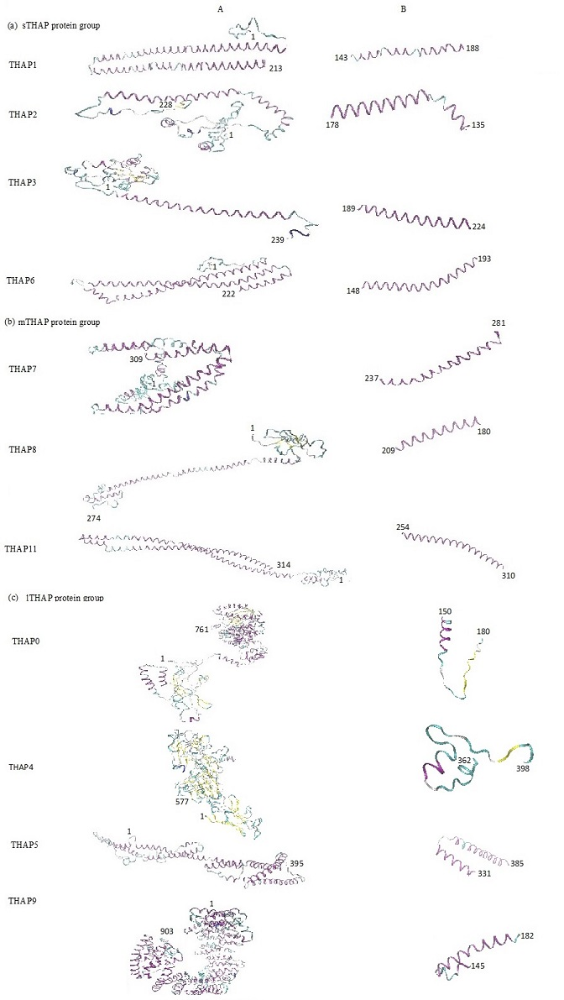 A B
(a) sTHAP protein group
1
THAP1 213 143 188
THAP2 228 1 178 135
THAP3 1 239 189 224
THAP6 1 222 148 193
(b) mTHAP protein group
THAP7 309 1 237 281
THAP8 1 274 209 180
THAP11 314 1 254 310
(c) lTHAP protein group
THAP0 761 1 150 180
THAP4 577 1 362 398
THAP5 1 395 331 385
THAP9 1 903 145 182